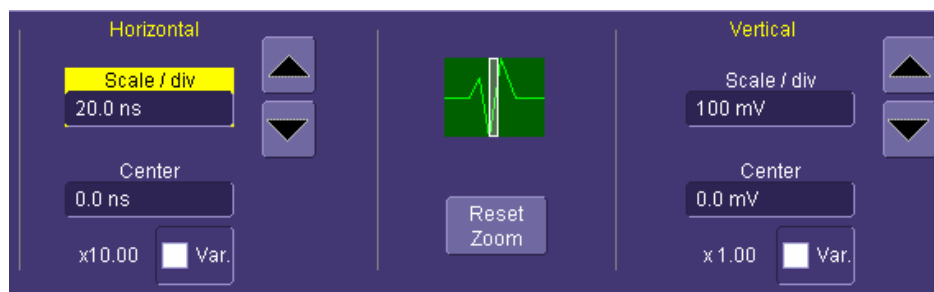 Horizontal
Scale / div
20.0 ns
Center
0.0 ns
x10.00
Var.
Reset
Zoom
Vertical
Scale / div
100 mV
Center
0.0 mV
x 1.00
Var.